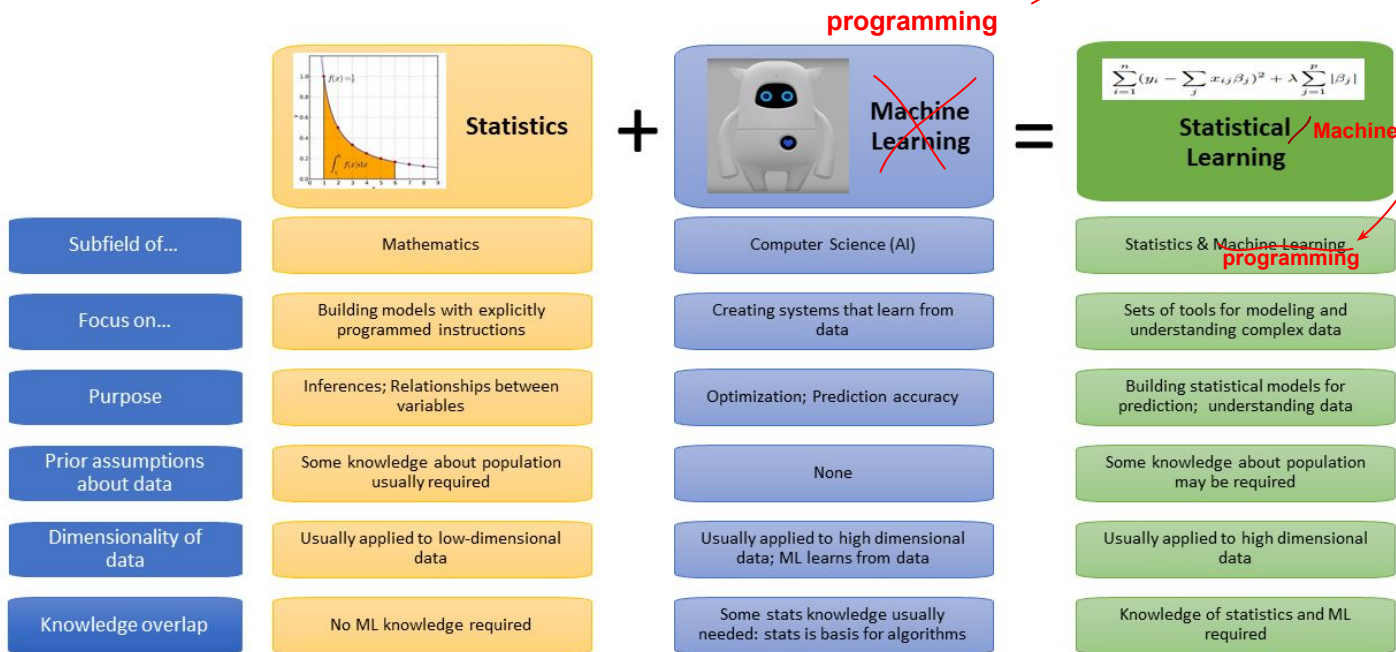 programming
f(x) = 1/x
Statistics
+
Machine
Learning
=
Statistical
Learning
/ Machine
Subfield of...
Mathematics
Computer Science (AI)
Statistics & Machine Learning
programming
Focus on...
Building models with explicitly
programmed instructions
Creating systems that learn from
data
Sets of tools for modeling and
understanding complex data
Purpose
Inferences; Relationships between
variables
Optimization; Prediction accuracy
Building statistical models for
prediction;  understanding data
Prior assumptions
about data
Some knowledge about population
usually required
None
Some knowledge about population
may be required
Dimensionality of
data
Usually applied to low-dimensional
data
Usually applied to high dimensional
data; ML learns from data
Usually applied to high dimensional
data
Knowledge overlap
No ML knowledge required
Some stats knowledge usually
needed: stats is basis for algorithms
Knowledge of statistics and ML
required